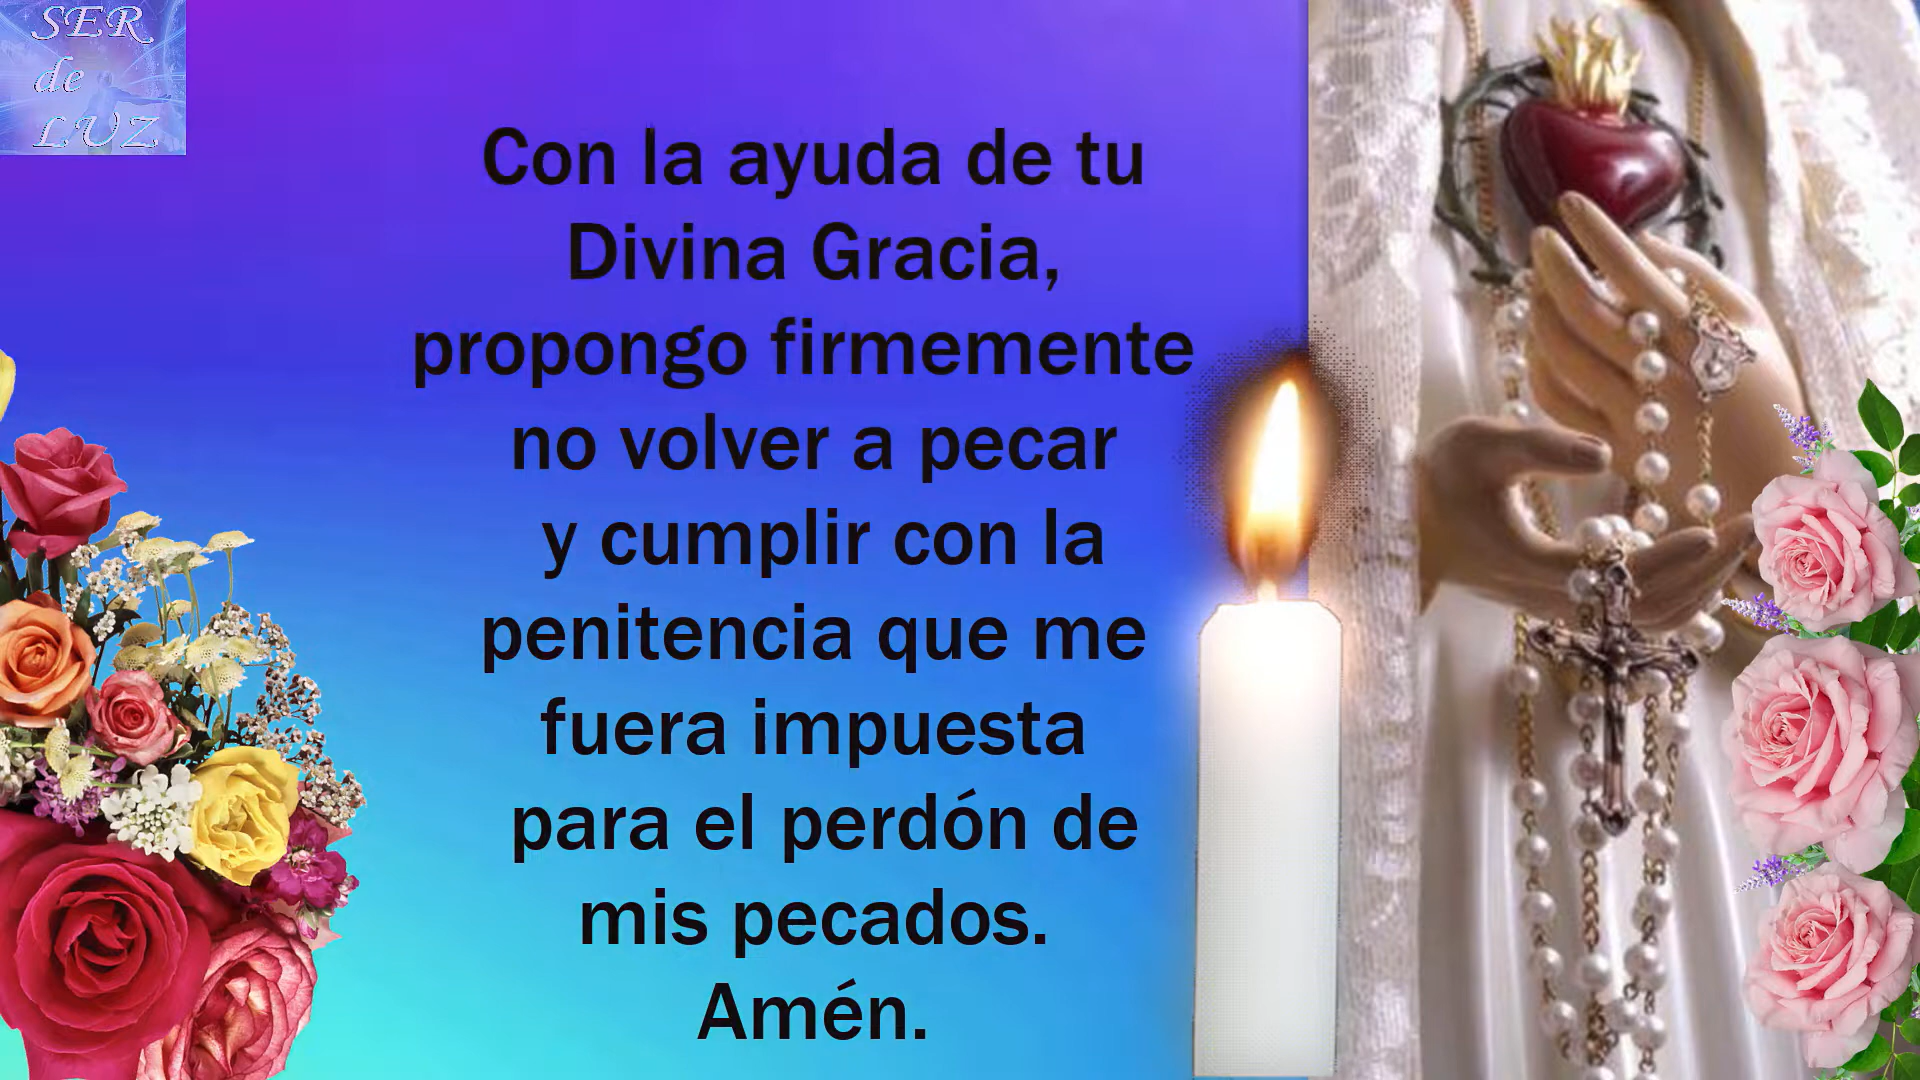 SER
de
LUZ
Con la ayuda de tu
Divina Gracia,
propongo firmemente
no volver a pecar
y cumplir con la
penitencia que me
fuera impuesta
para el perdón de
mis pecados.
Amén.